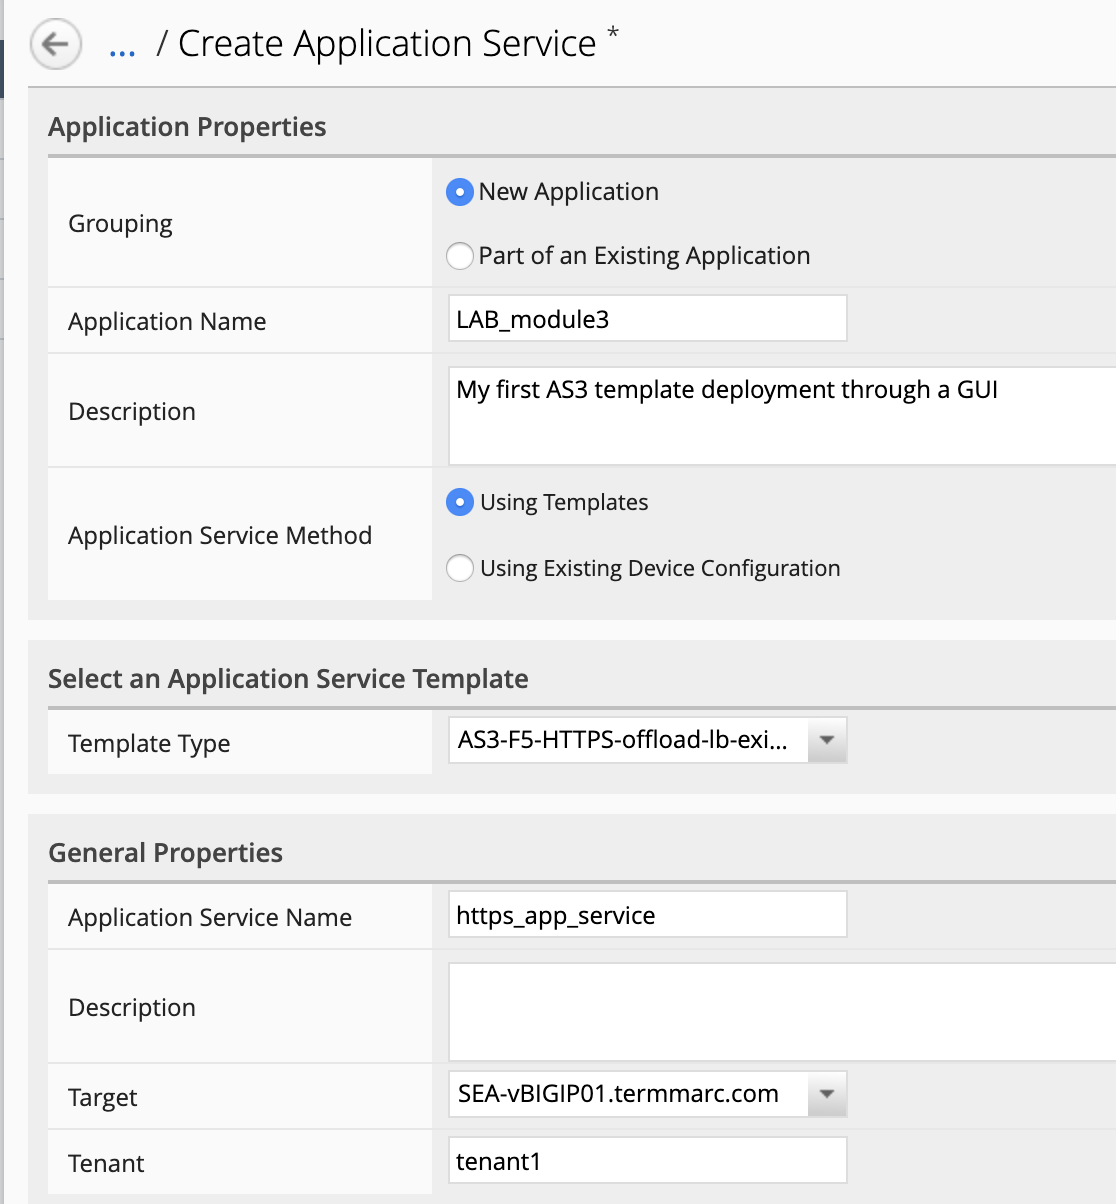 ... / Create Application Service *
Application Properties
Grouping
New Application
Part of an Existing Application
Application Name
LAB_module3
Description
My first AS3 template deployment through a GUI
Application Service Method
Using Templates
Using Existing Device Configuration
Select an Application Service Template
Template Type
AS3-F5-HTTPS-offload-lb-exi...
General Properties
Application Service Name
https_app_service
Description
Target
SEA-vBIGIP01.termmarc.com
Tenant
tenant1